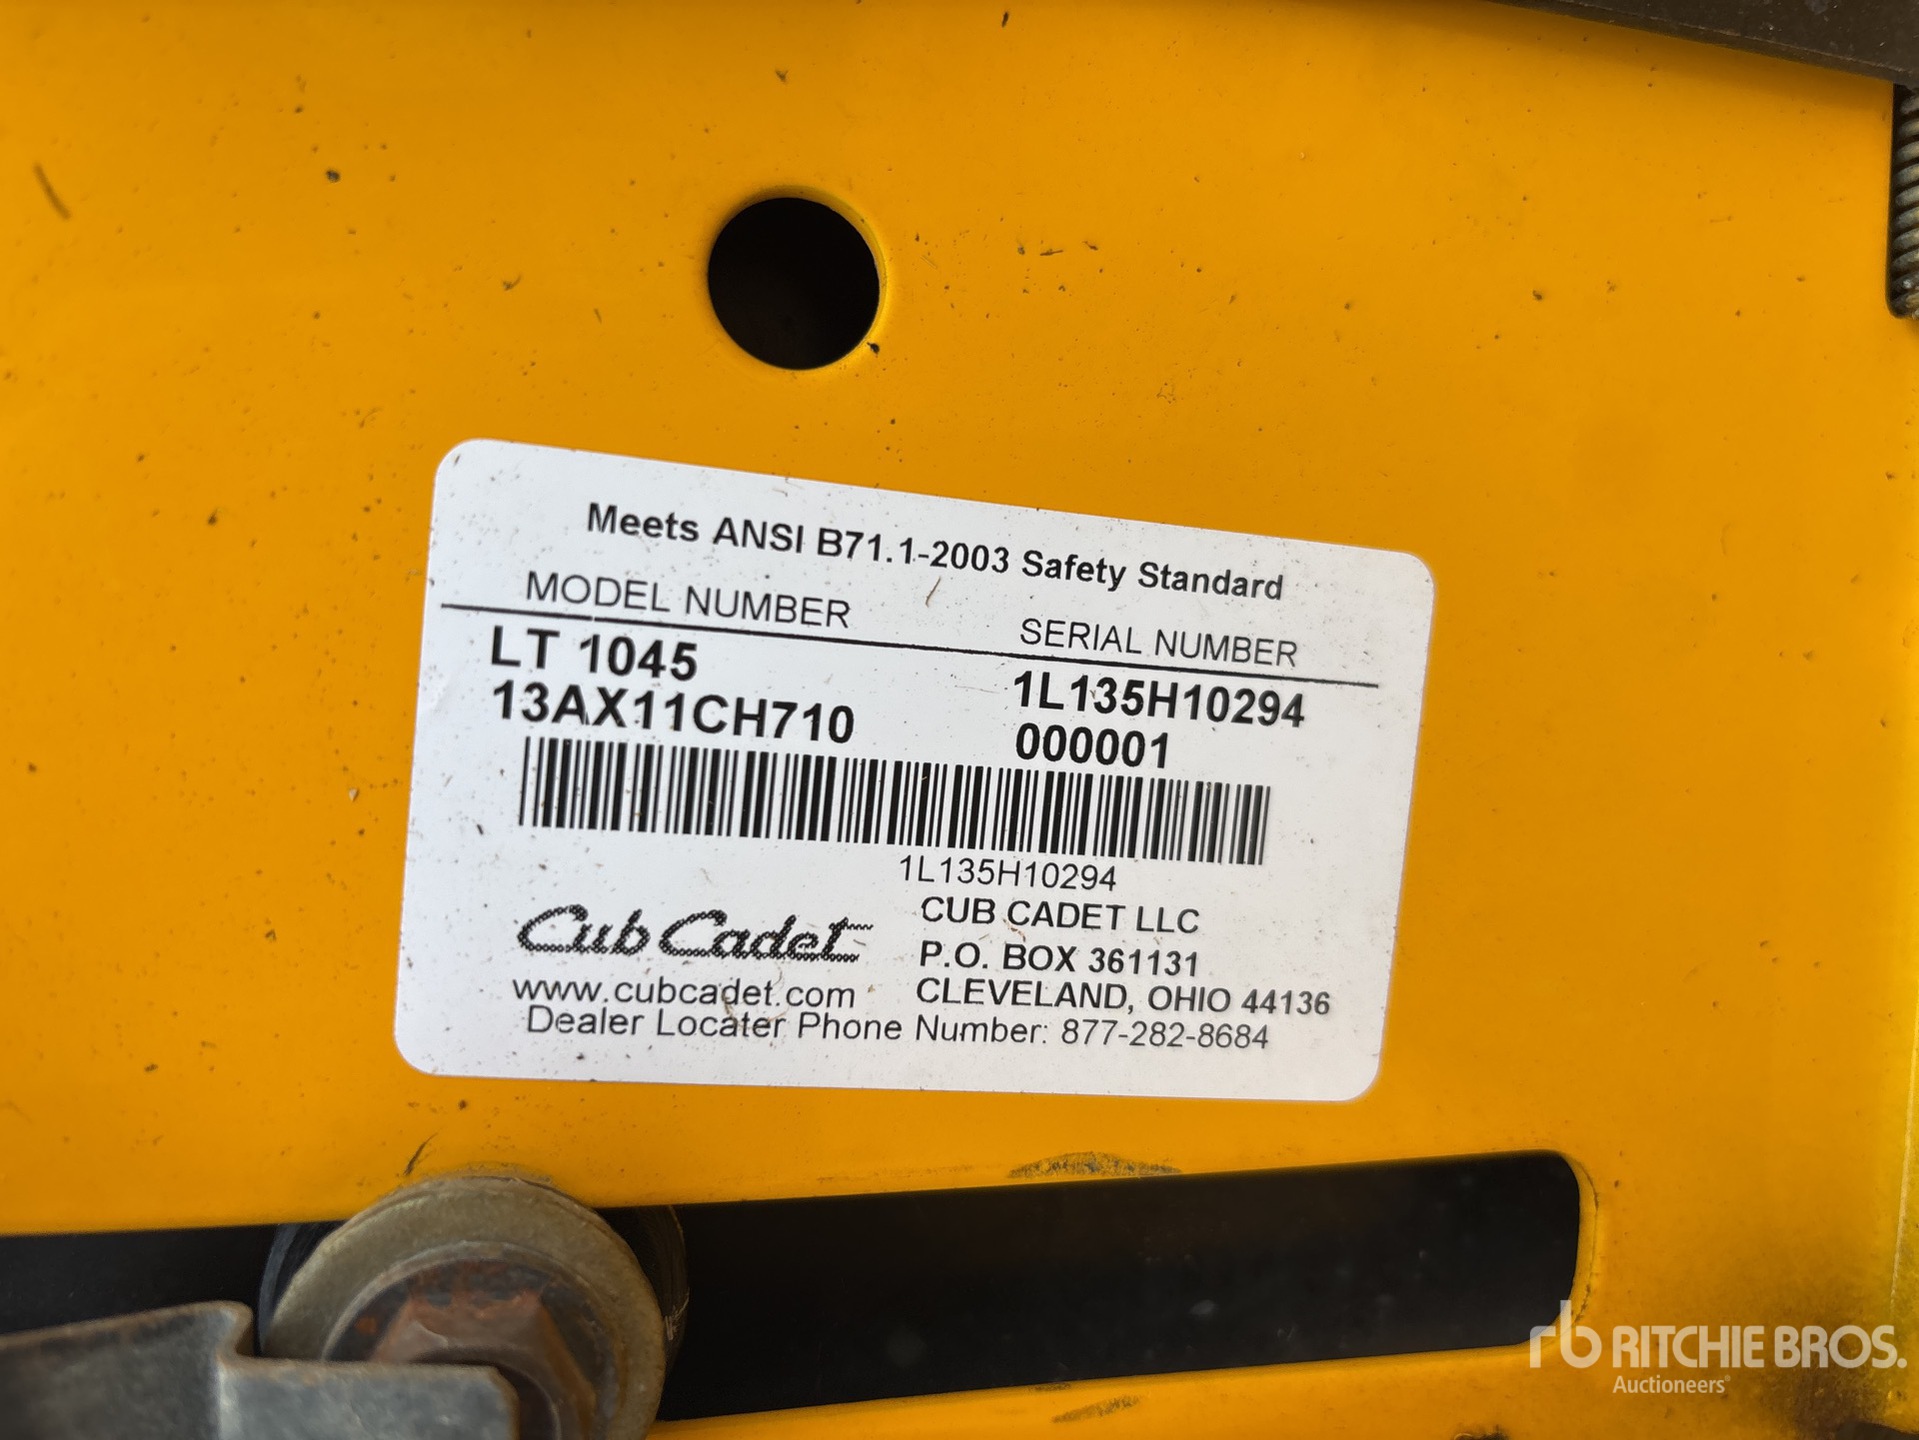 Meets ANSI B71.1-2003 Safety Standard
MODEL NUMBER SERIAL NUMBER
LT 1045 1L135H10294
13AX11CH710 000001
1L135H10294
Cub Cadet CUB CADET LLC
P.O. BOX 361131
www.cubcadet.com CLEVELAND, OHIO 44136
Dealer Locater Phone Number: 877-282-8684
rb RITCHIE BROS.
Auctioneers